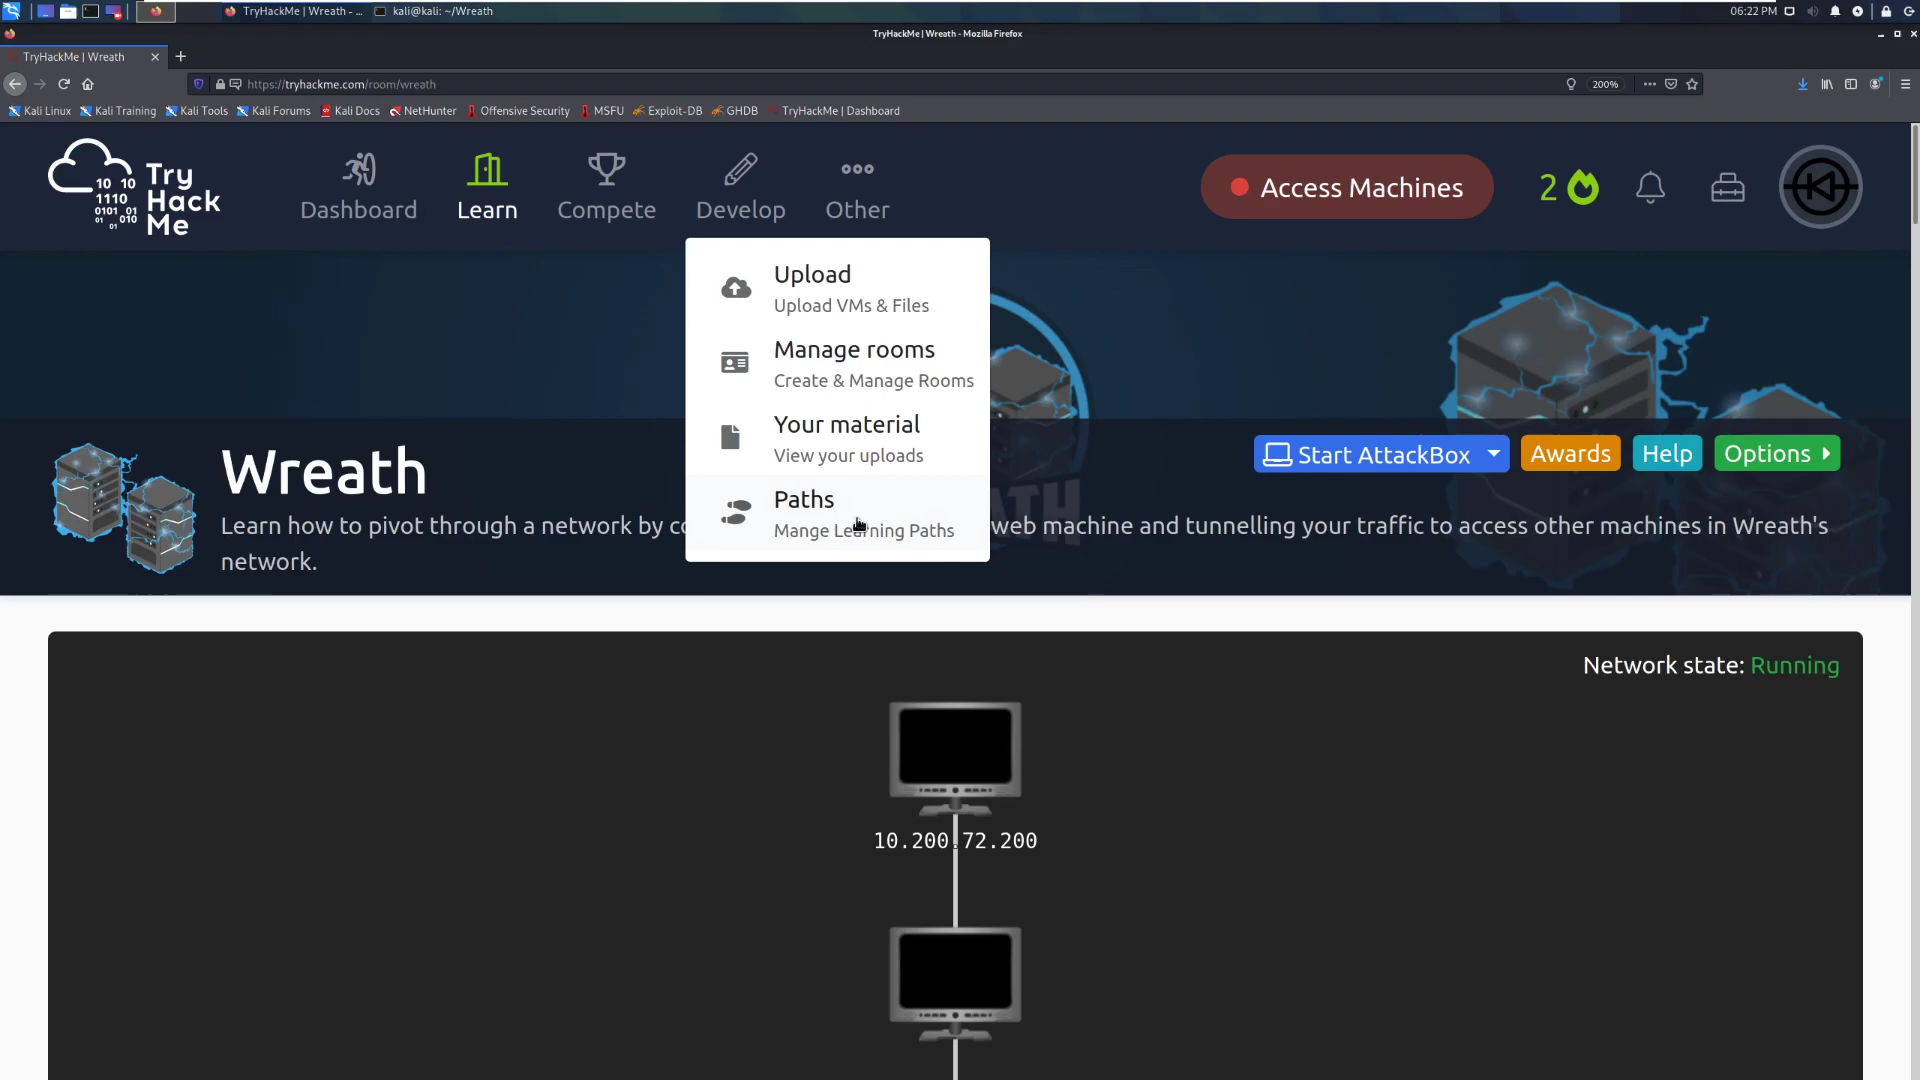 TryHackMe | Wreath - ...
kali@kali: ~/Wreath
06:22 PM
TryHackMe | Wreath - Mozilla Firefox
TryHackMe | Wreath
https://tryhackme.com/room/wreath
200%
Kali Linux
Kali Training
Kali Tools
Kali Forums
Kali Docs
NetHunter
Offensive Security
MSFU
Exploit-DB
GHDB
TryHackMe | Dashboard
10 10
1110
0101 01
01 010
01
Try
Hack
Me
Dashboard
Learn
Compete
Develop
Other
Access Machines
2
Upload
Upload VMs & Files
Manage rooms
Create & Manage Rooms
Your material
View your uploads
Paths
Mange Learning Paths
Wreath
Start AttackBox
Awards
Help
Options
Learn how to pivot through a network by co
web machine and tunnelling your traffic to access other machines in Wreath's
network.
Network state: Running
10.200.72.200